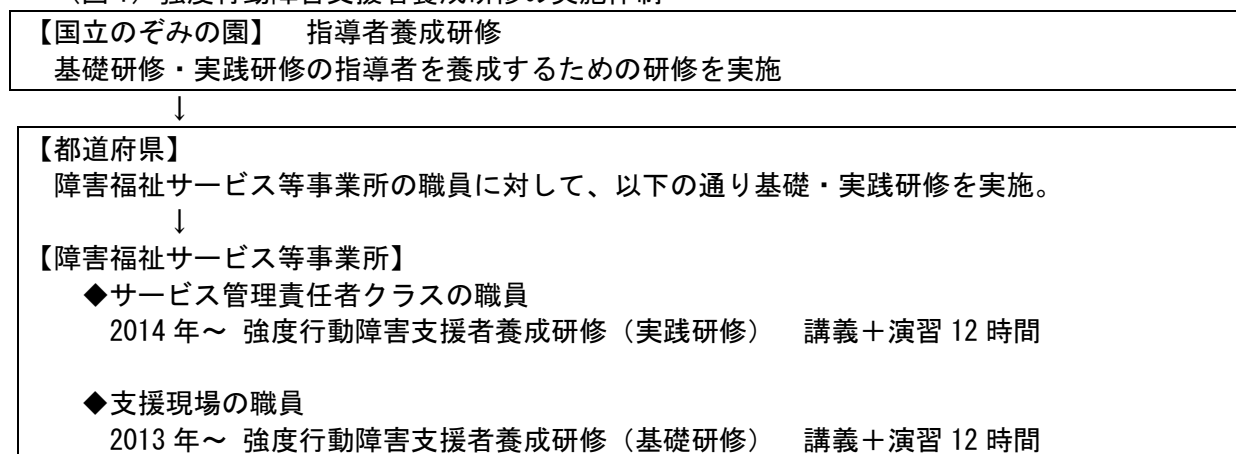 【国立のぞみの園】　指導者養成研修
基礎研修・実践研修の指導者を養成するための研修を実施
↓
【都道府県】
障害福祉サービス等事業所の職員に対して、以下の通り基礎・実践研修を実施。
↓
【障害福祉サービス等事業所】
◆サービス管理責任者クラスの職員
2014 年～ 強度行動障害支援者養成研修（実践研修）　講義＋演習 12 時間
◆支援現場の職員
2013 年～ 強度行動障害支援者養成研修（基礎研修）　講義＋演習 12 時間